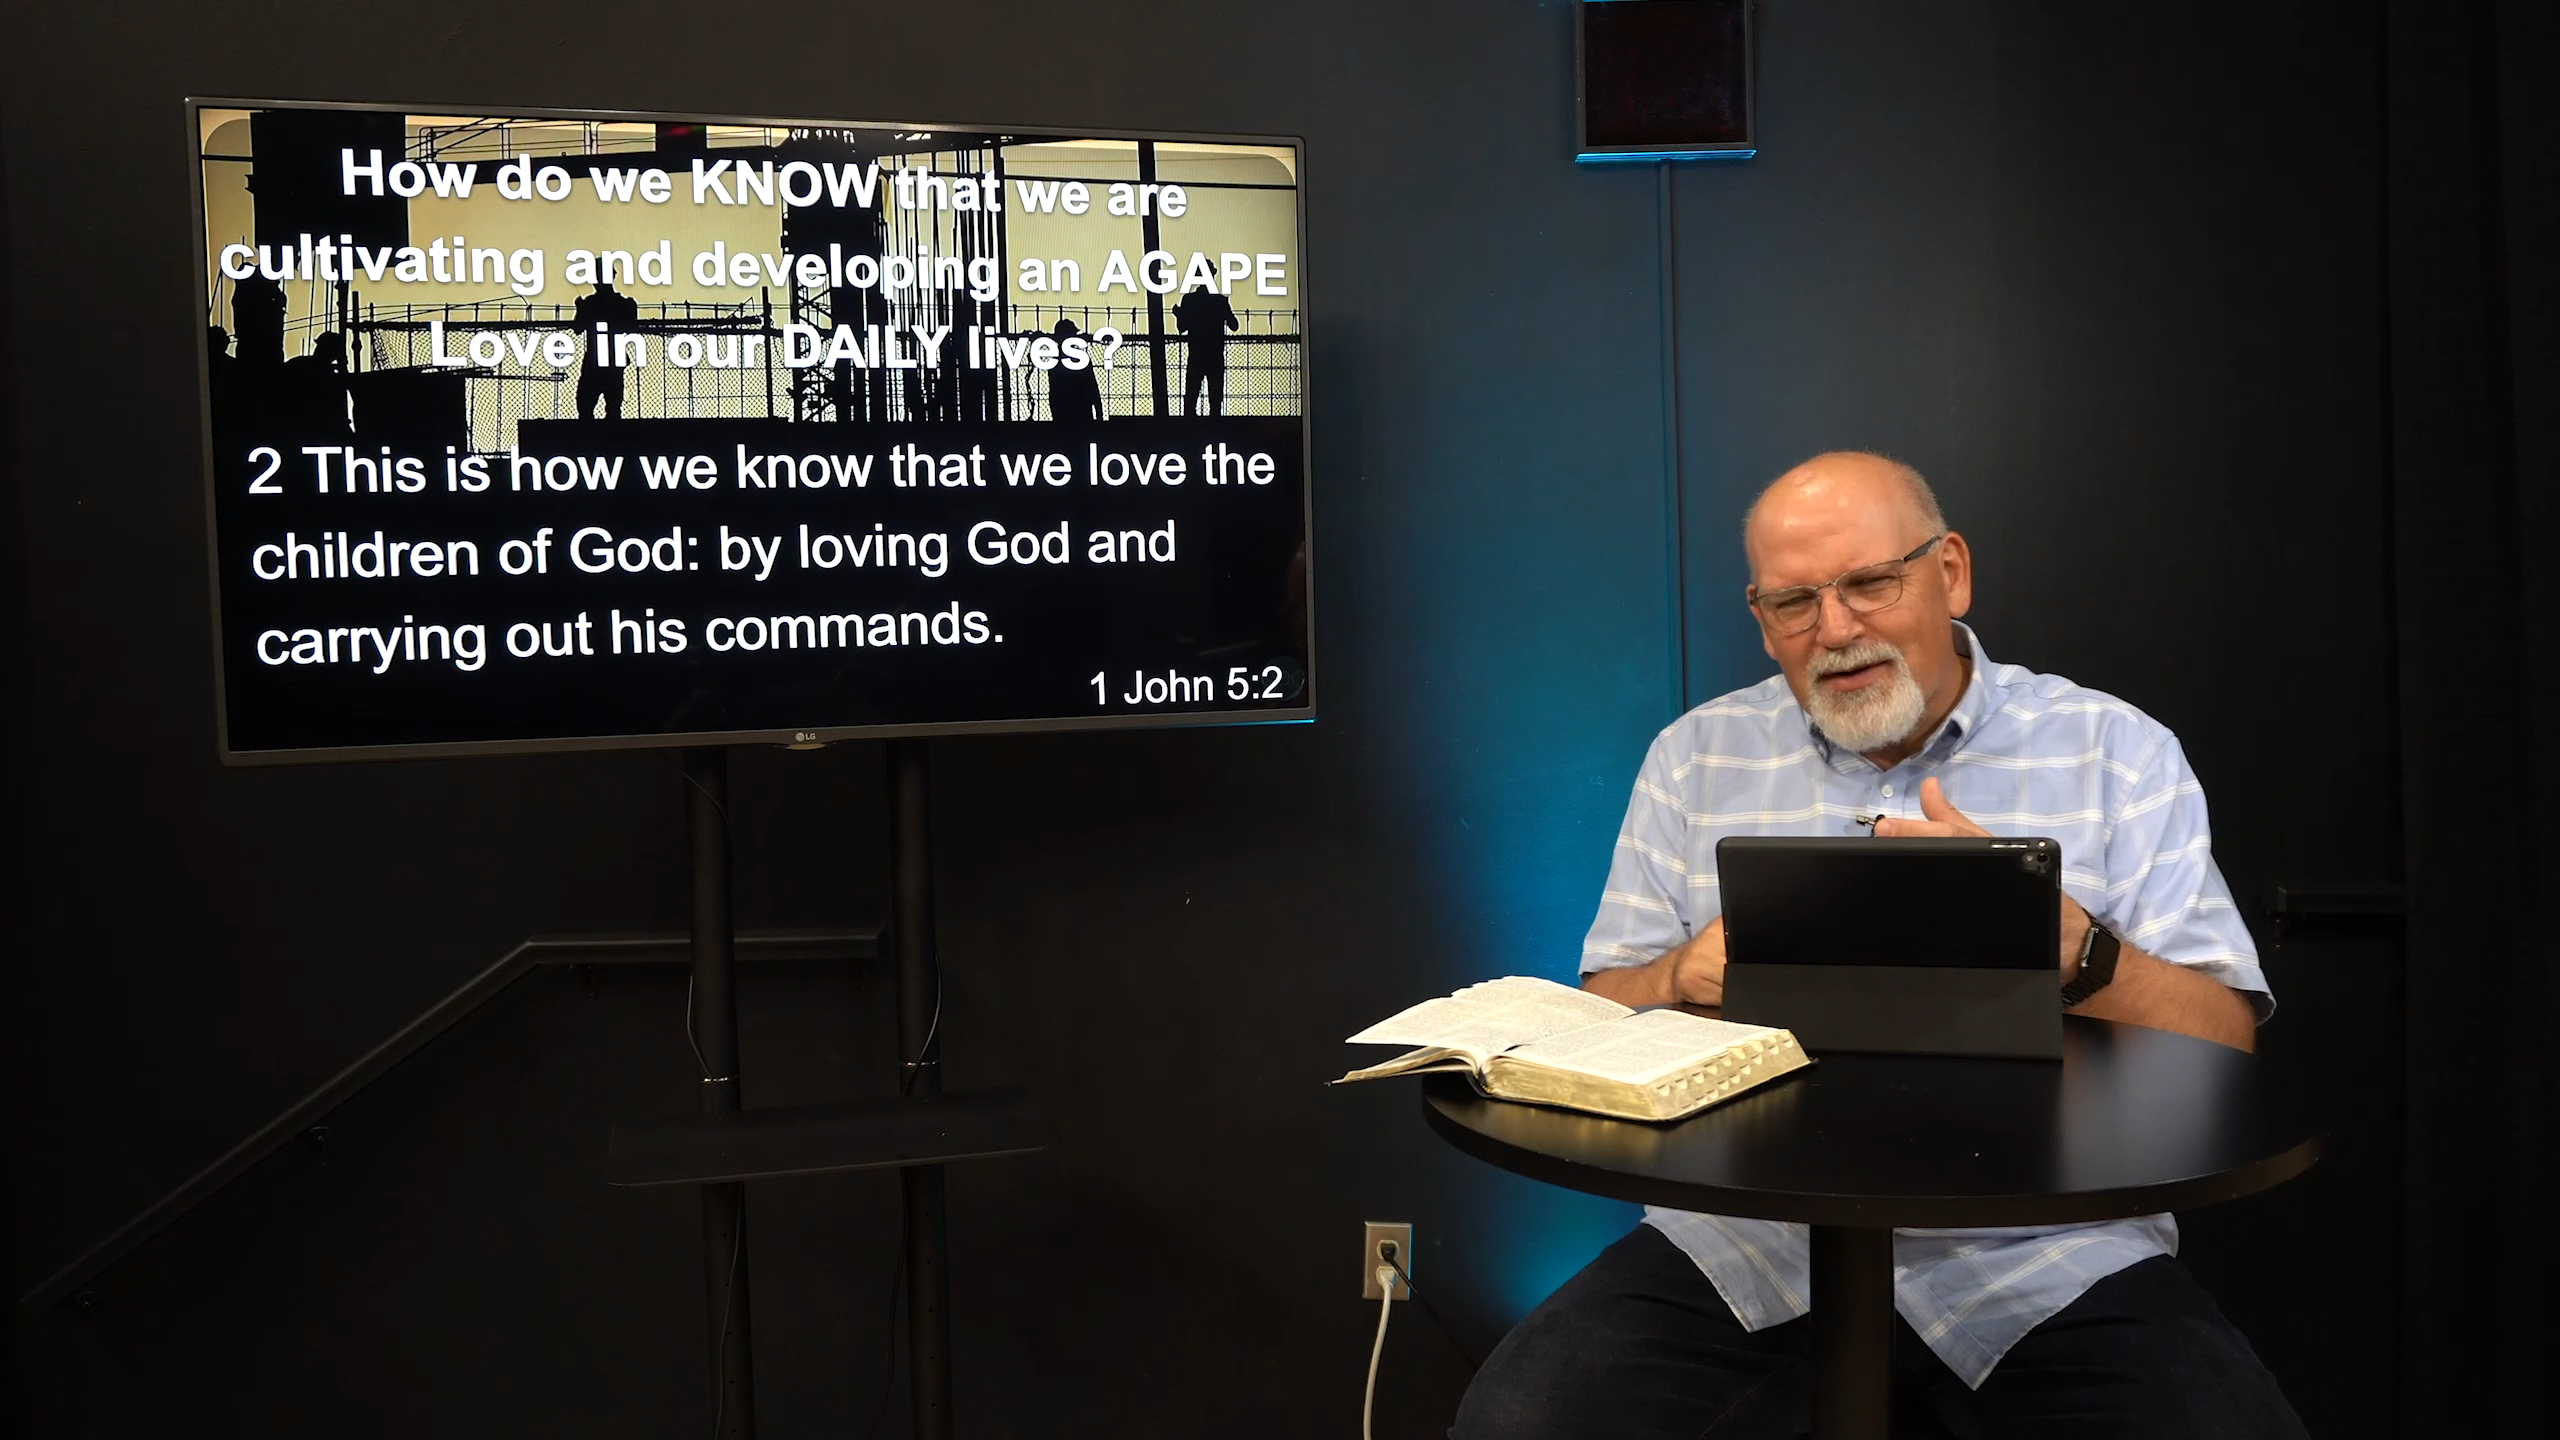 How do we KNOW that we are
cultivating and developing an AGAPE
Love in our DAILY lives?
2 This is how we know that we love the
children of God: by loving God and
carrying out his commands.
1 John 5:2
LG